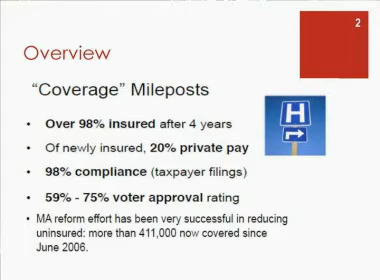 2
Overview
“Coverage” Mileposts
• Over 98% insured after 4 years
• Of newly insured, 20% private pay
• 98% compliance (taxpayer filings)
• 59% - 75% voter approval rating
• MA reform effort has been very successful in reducing
uninsured: more than 411,000 now covered since
June 2006.
H